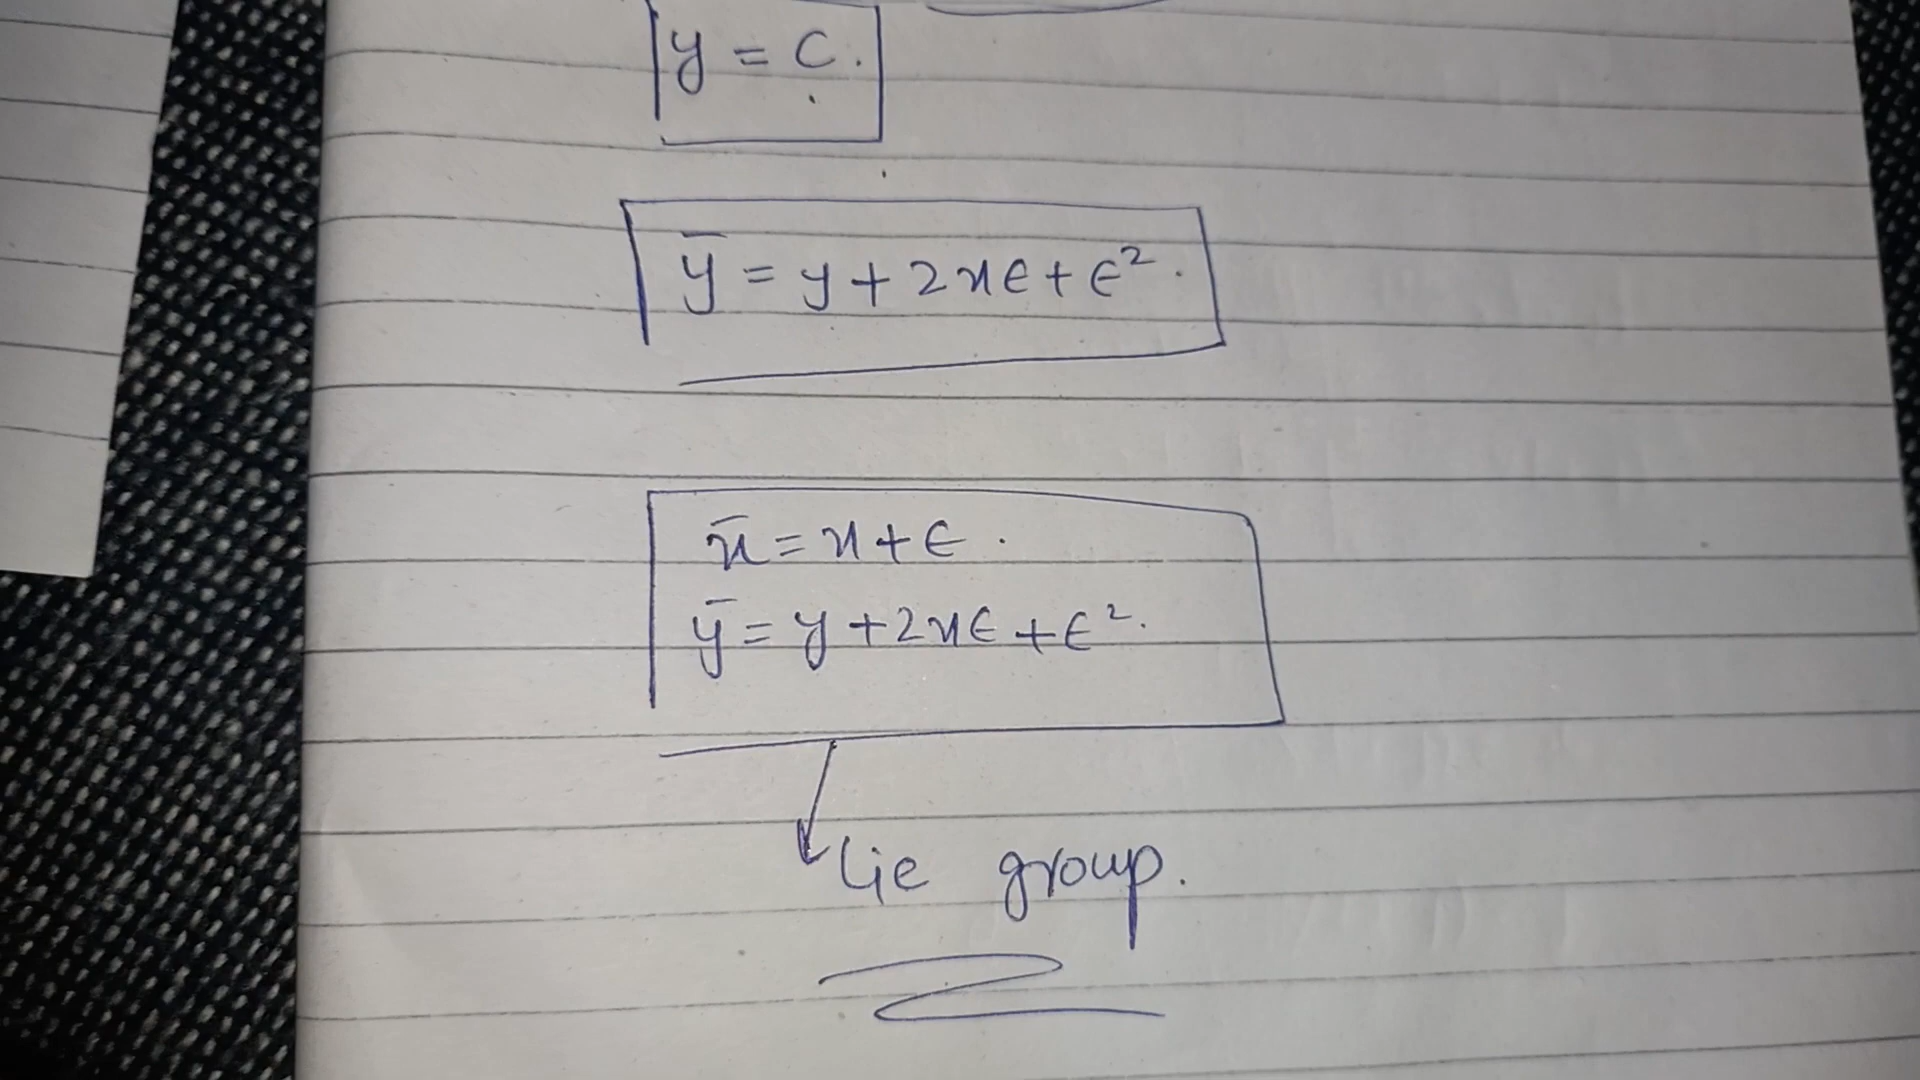 y = c.
ȳ = y + 2xϵ + ϵ².
x̄ = x + ϵ.
ȳ = y + 2xϵ + ϵ².
Lie group.